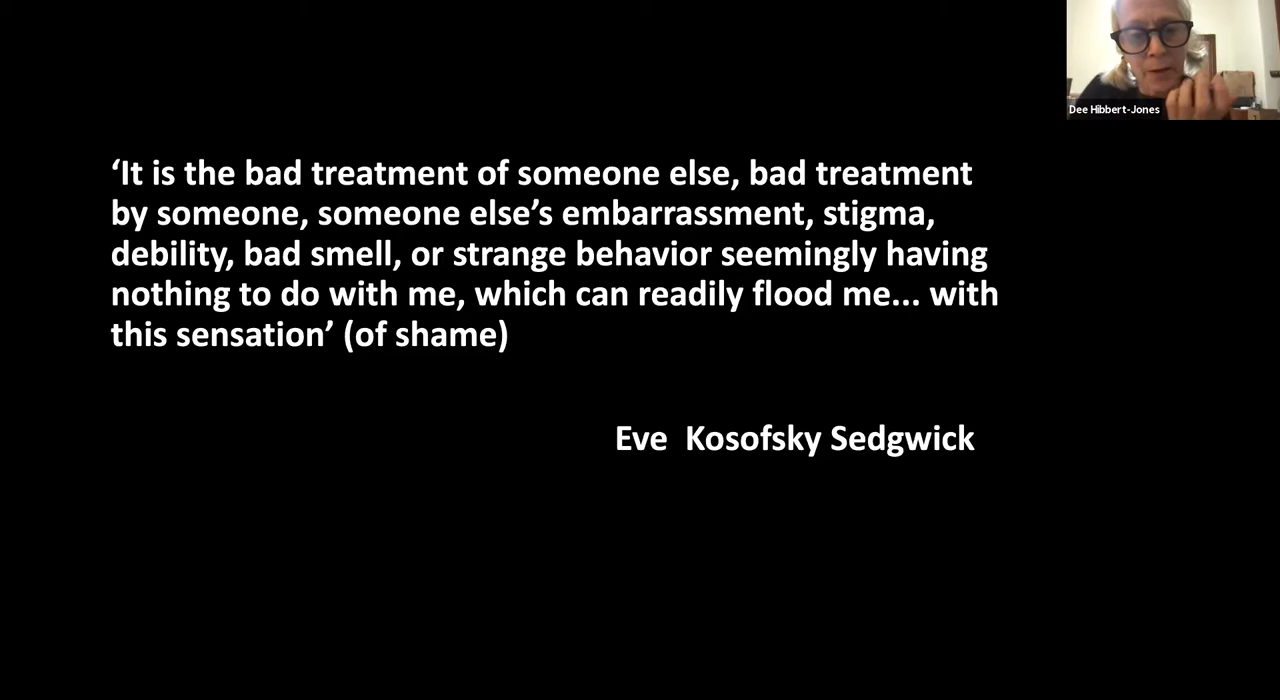 Dee Hibbert-Jones
‘It is the bad treatment of someone else, bad treatment
by someone, someone else’s embarrassment, stigma,
debility, bad smell, or strange behavior seemingly having
nothing to do with me, which can readily flood me... with
this sensation’ (of shame)
Eve  Kosofsky Sedgwick